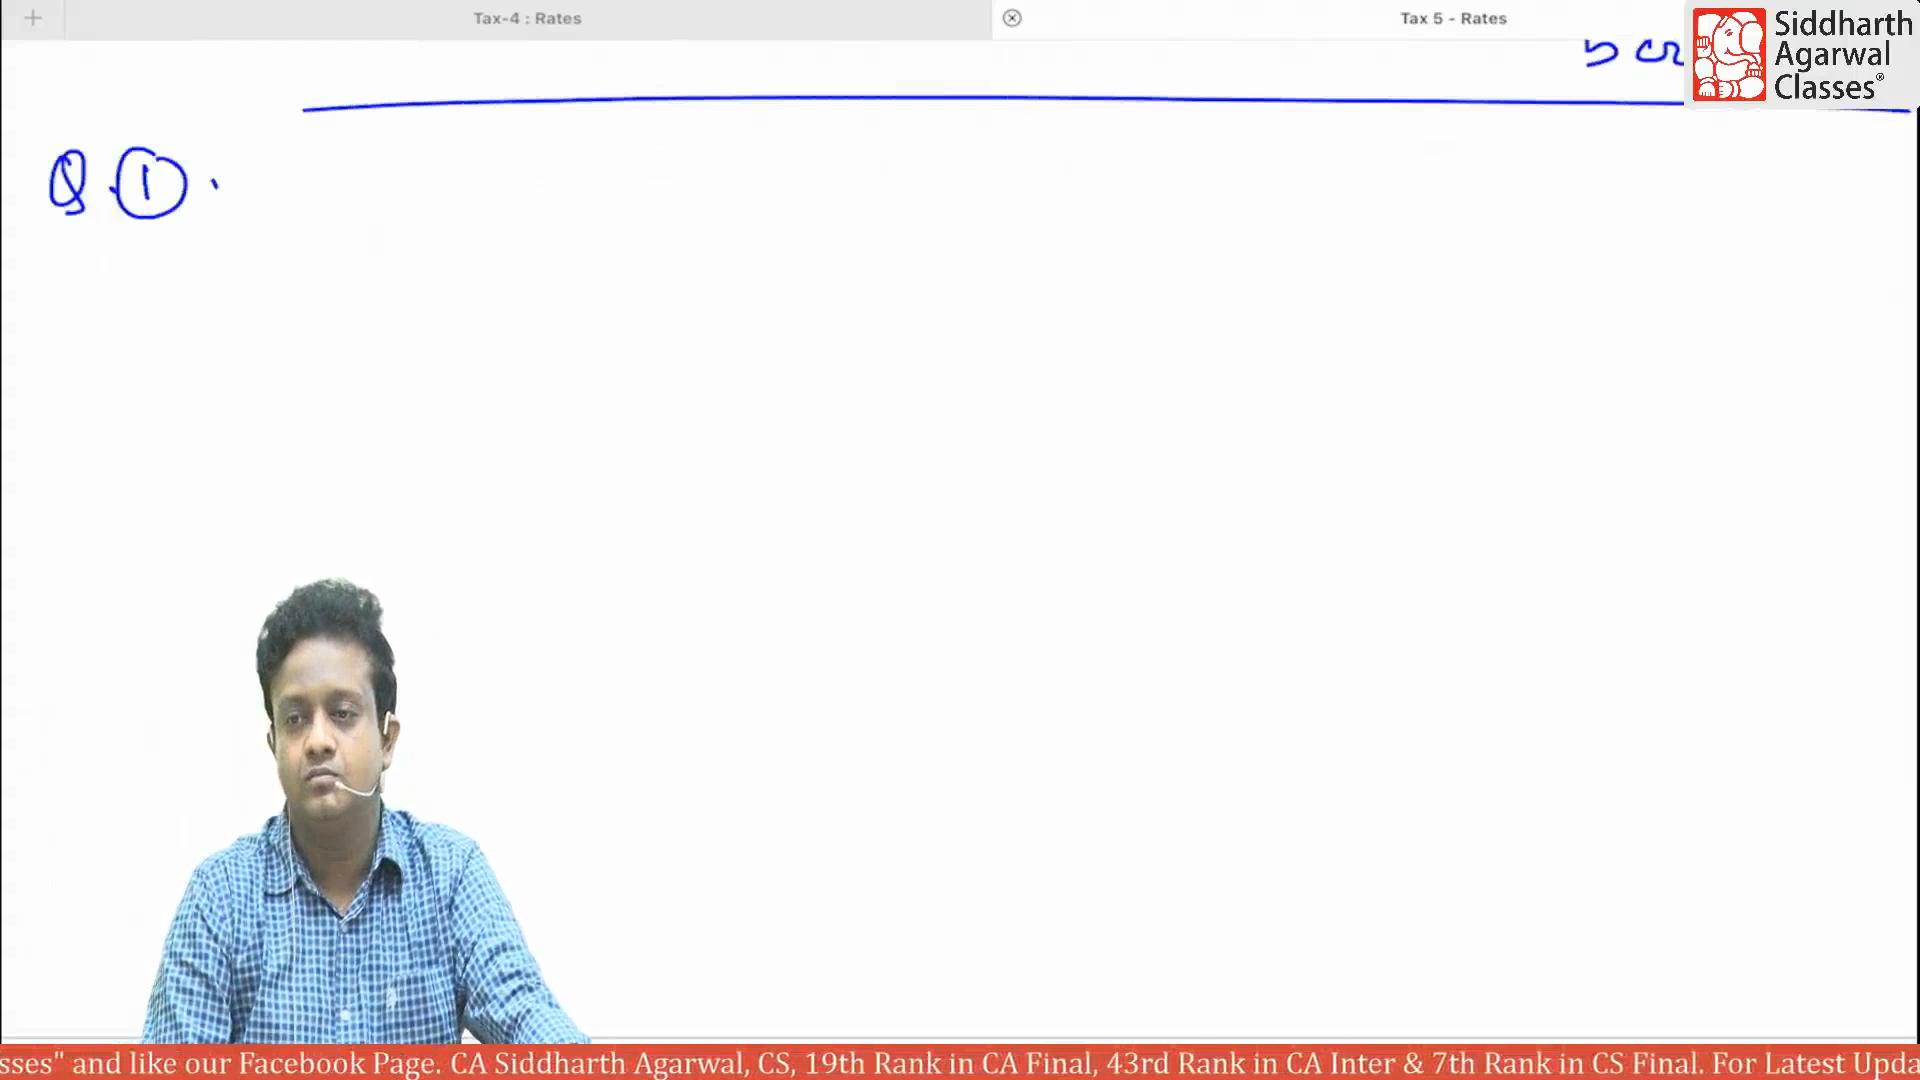 Tax-4 : Rates
Tax 5 - Rates
Siddharth
Agarwal
Classes®
5 cr
Q.① .
sses" and like our Facebook Page. CA Siddharth Agarwal, CS, 19th Rank in CA Final, 43rd Rank in CA Inter & 7th Rank in CS Final. For Latest Upda